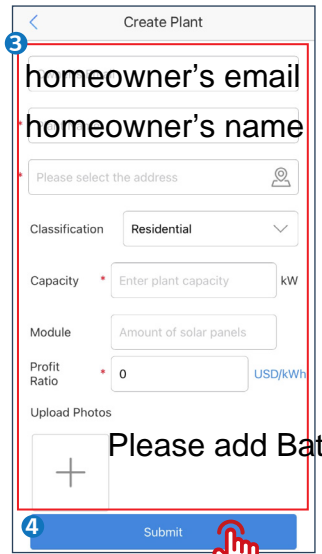 Create Plant
3
homeowner's email
* homeowner's name
* Please select the address
Classification Residential
Capacity * Enter plant capacity kW
Module Amount of solar panels
Profit Ratio * 0 USD/kWh
Upload Photos
Please add Bat
4
Submit